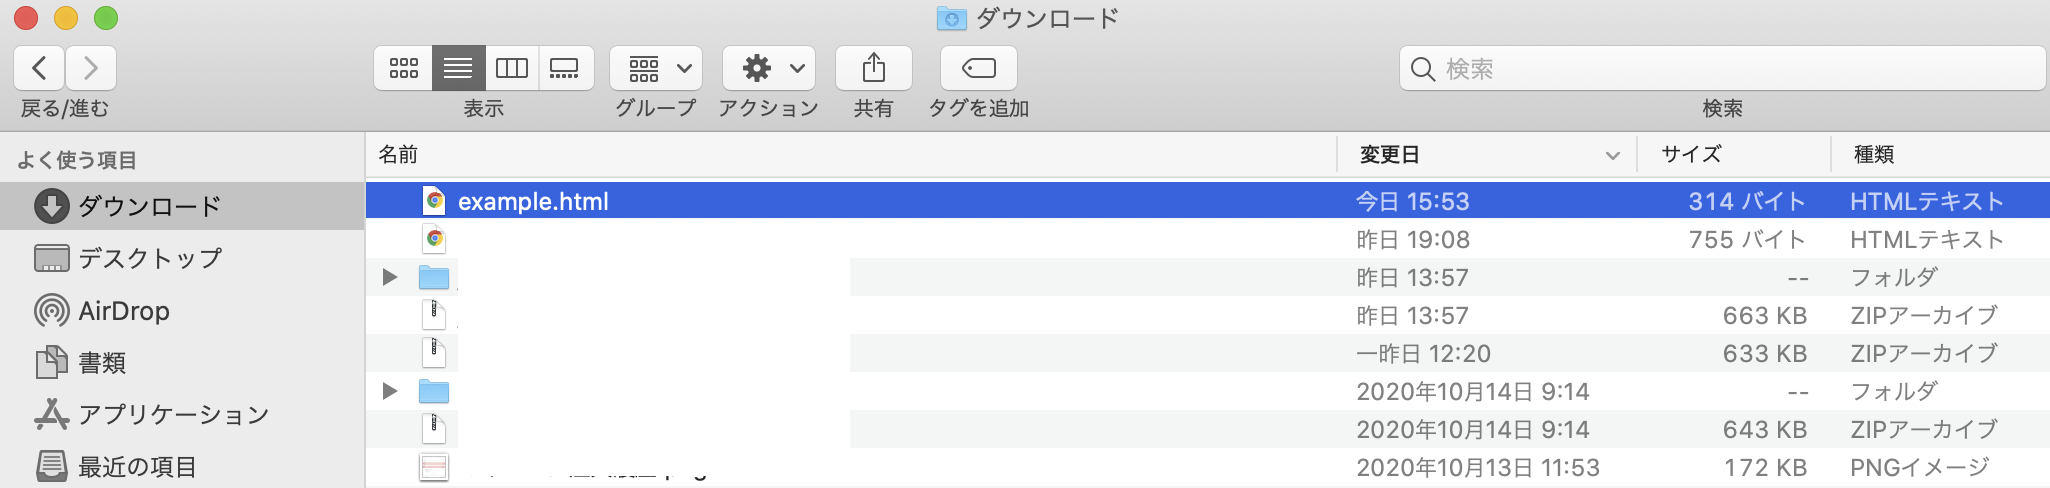 ダウンロード
戻る/進む 表示 グループ アクション 共有 タグを追加 検索
検索
よく使う項目
ダウンロード
デスクトップ
AirDrop
書類
アプリケーション
最近の項目
名前 変更日 サイズ 種類
example.html 今日 15:53 314 バイト HTMLテキスト
昨日 19:08 755 バイト HTMLテキスト
昨日 13:57 -- フォルダ
昨日 13:57 663 KB ZIPアーカイブ
一昨日 12:20 633 KB ZIPアーカイブ
2020年10月14日 9:14 -- フォルダ
2020年10月14日 9:14 643 KB ZIPアーカイブ
2020年10月13日 11:53 172 KB PNGイメージ